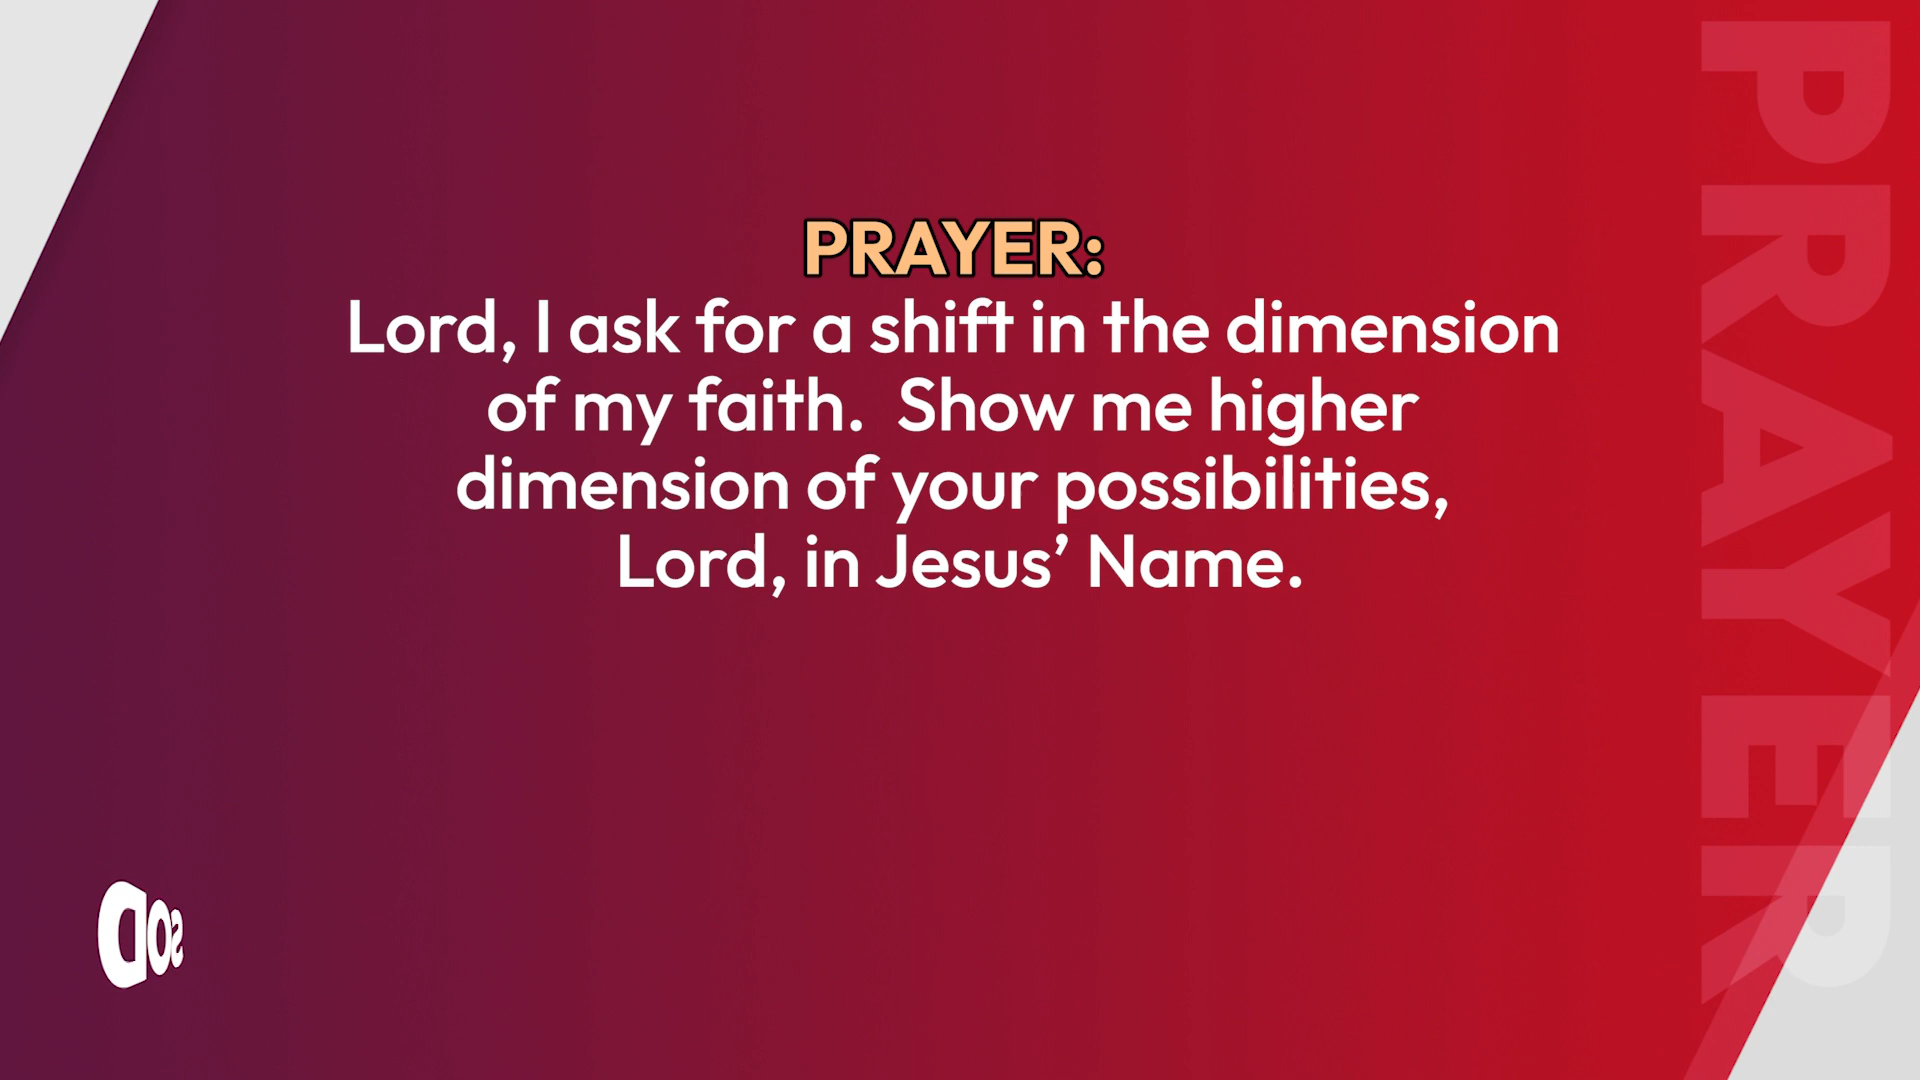 PRAYER:
Lord, I ask for a shift in the dimension
of my faith.  Show me higher
dimension of your possibilities,
Lord, in Jesus’ Name.
PRAYER
SOD